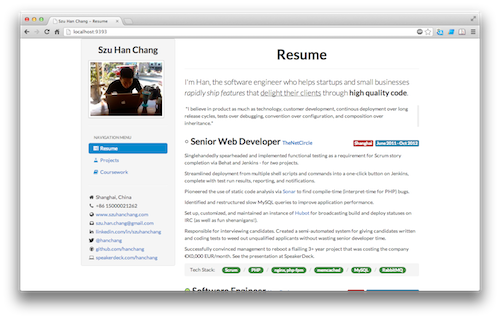 Szu Han Chang - Resume
localhost:9393
Szu Han Chang
NAVIGATION MENU
Resume
Projects
Coursework
Shanghai, China
+86 15000021262
www.szuhanchang.com
szu.han.chang@gmail.com
linkedin.com/in/szuhanchang
@hanchang
github.com/hanchang
speakerdeck.com/hanchang
Resume
I'm Han, the software engineer who helps startups and small businesses
rapidly ship features that delight their clients through high quality code.
"I believe in product as much as technology, customer development, continous deployment over long
release cycles, tests over debugging, convention over configuration, and composition over
inheritance."
Senior Web Developer TheNetCircle
Shanghai
June 2011 - Oct 2012
Singlehandedly spearheaded and implemented functional testing as a requirement for Scrum story
completion via Behat and Jenkins - for two projects.
Streamlined deployment from multiple shell scripts and commands into a one-click button on Jenkins,
complete with test run results, reporting, and notifications.
Pioneered the use of static code analysis via Sonar to find compile time (interpret time for PHP) bugs.
Identified and restructured slow MySQL queries to improve application performance.
Set up, customized, and maintained an instance of Hubot for broadcasting build and deploy statuses on
IRC (as well as fun shenanigans!).
Responsible for interviewing candidates. Created a semi-automated system for giving candidates written
and coding tests to weed out unqualified applicants without wasting senior developer time.
Successfully convinced management to reboot a flailing 3+ year project that was costing the company
€XX,000 EUR/month. See the presentation at SpeakerDeck.
Tech Stack:
Scrum
PHP
nginx, php-fpm
memcached
MySQL
RabbitMQ
Software Engineer